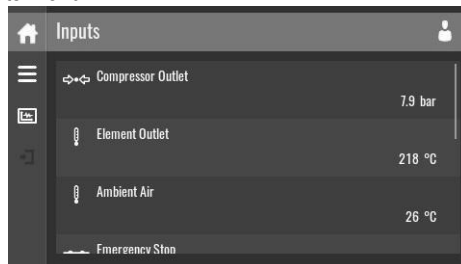 Inputs
Compressor Outlet
7.9 bar
Element Outlet
218 °C
Ambient Air
26 °C
Emergency Stop